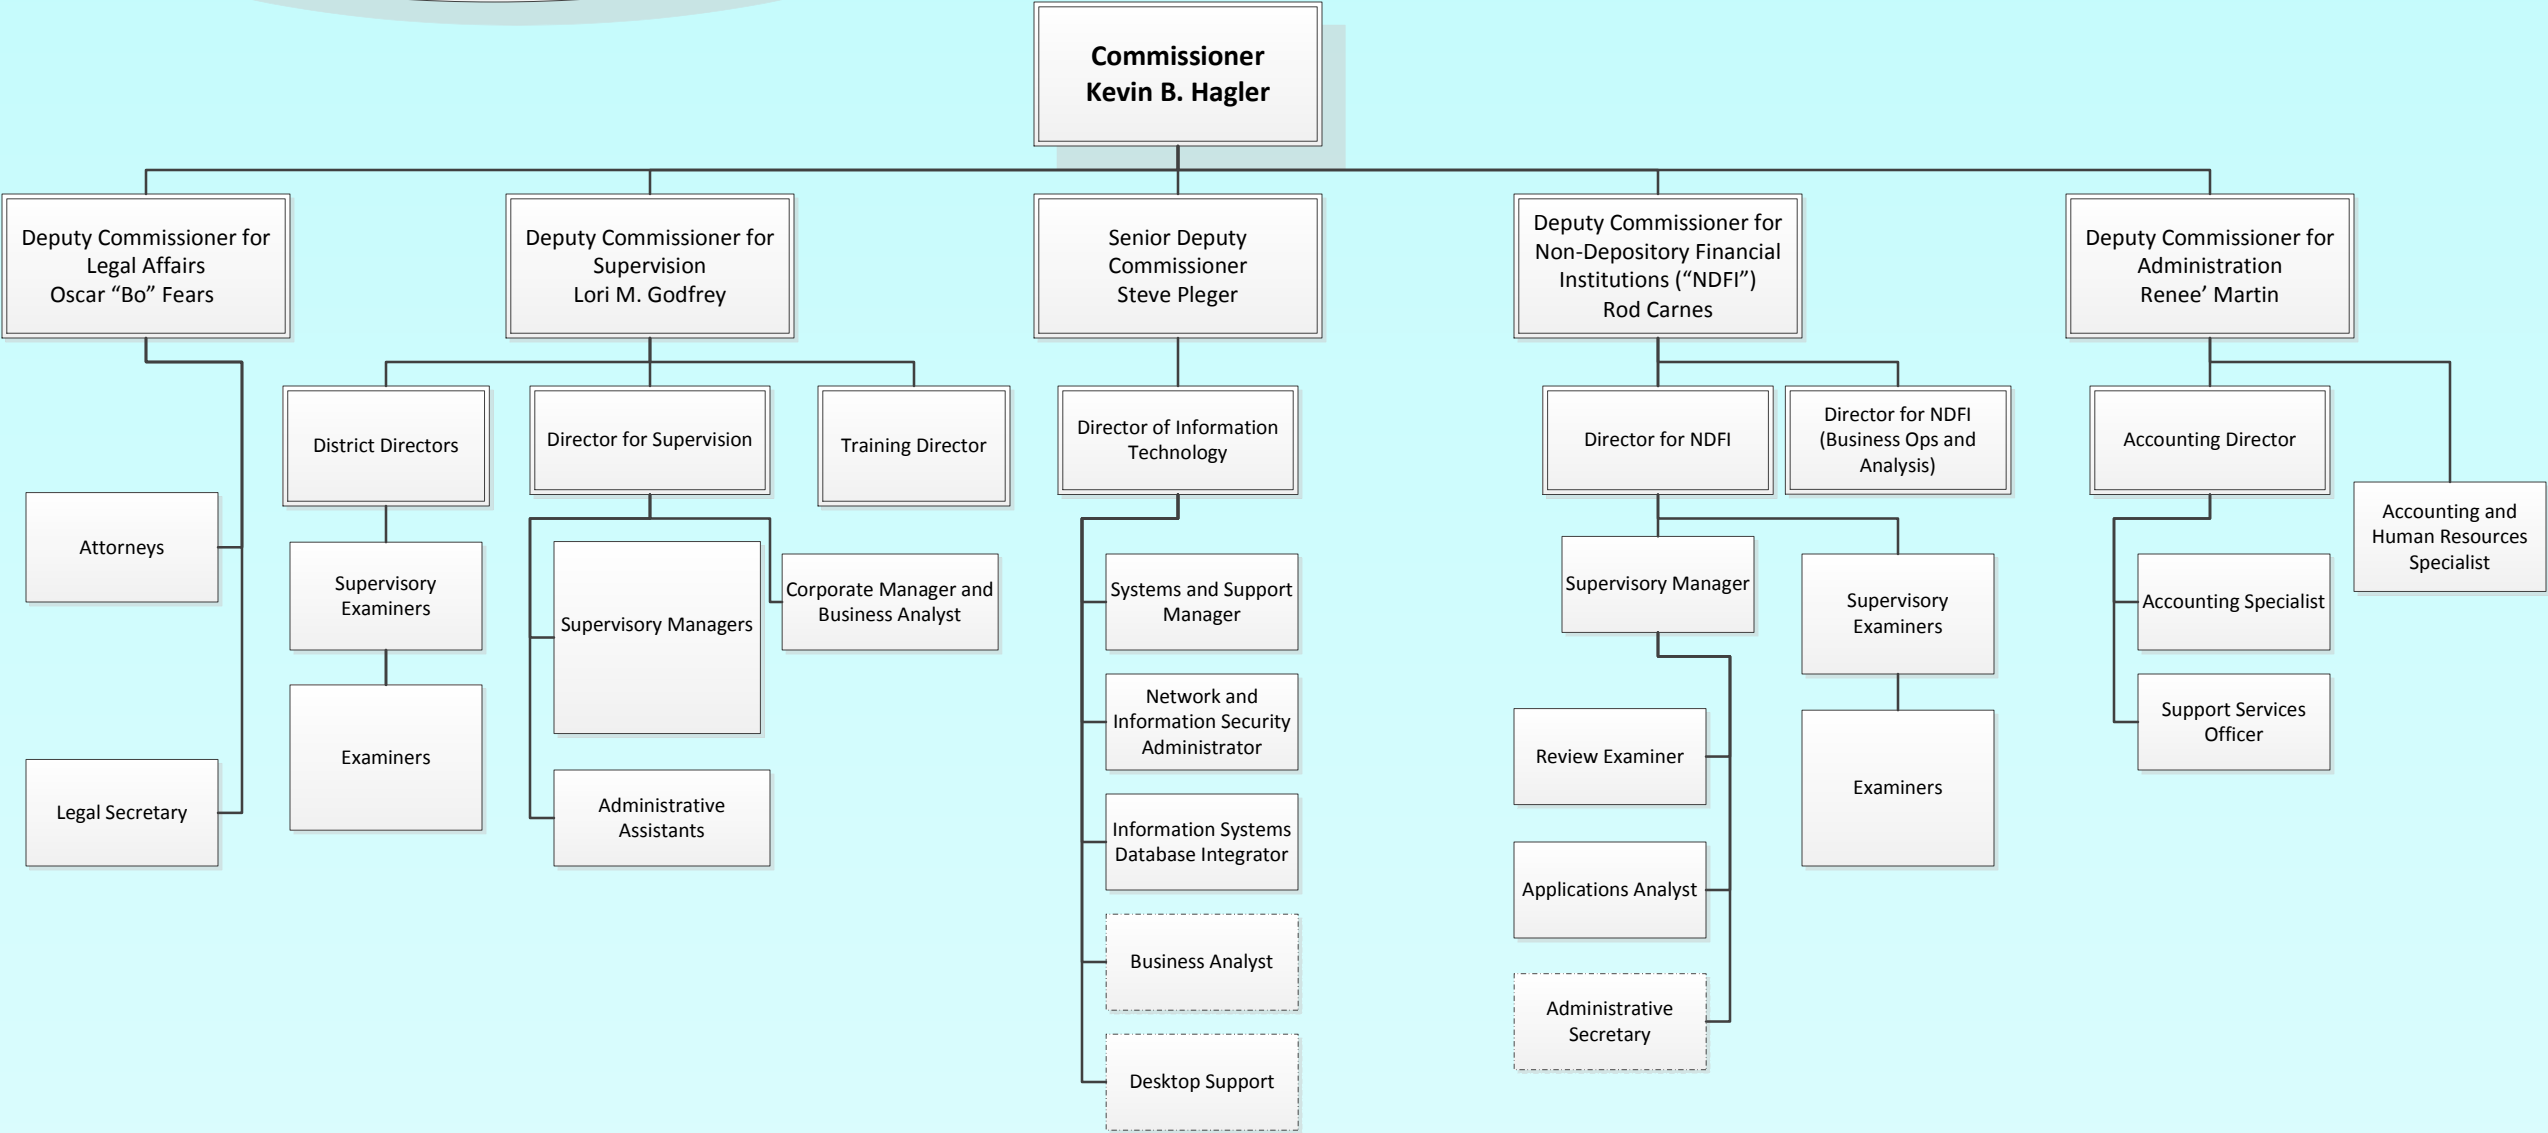 Commissioner
Kevin B. Hagler
Deputy Commissioner for
Legal Affairs
Oscar “Bo” Fears
Deputy Commissioner for
Supervision
Lori M. Godfrey
Senior Deputy
Commissioner
Steve Pleger
Deputy Commissioner for
Non-Depository Financial
Institutions (“NDFI”)
Rod Carnes
Deputy Commissioner for
Administration
Renee’ Martin
District Directors
Director for Supervision
Training Director
Director of Information
Technology
Director for NDFI
Director for NDFI
(Business Ops and
Analysis)
Accounting Director
Attorneys
Legal Secretary
Supervisory
Examiners
Examiners
Supervisory Managers
Administrative
Assistants
Corporate Manager and
Business Analyst
Systems and Support
Manager
Network and
Information Security
Administrator
Information Systems
Database Integrator
Business Analyst
Desktop Support
Supervisory Manager
Review Examiner
Applications Analyst
Administrative
Secretary
Supervisory
Examiners
Examiners
Accounting Specialist
Support Services
Officer
Accounting and
Human Resources
Specialist